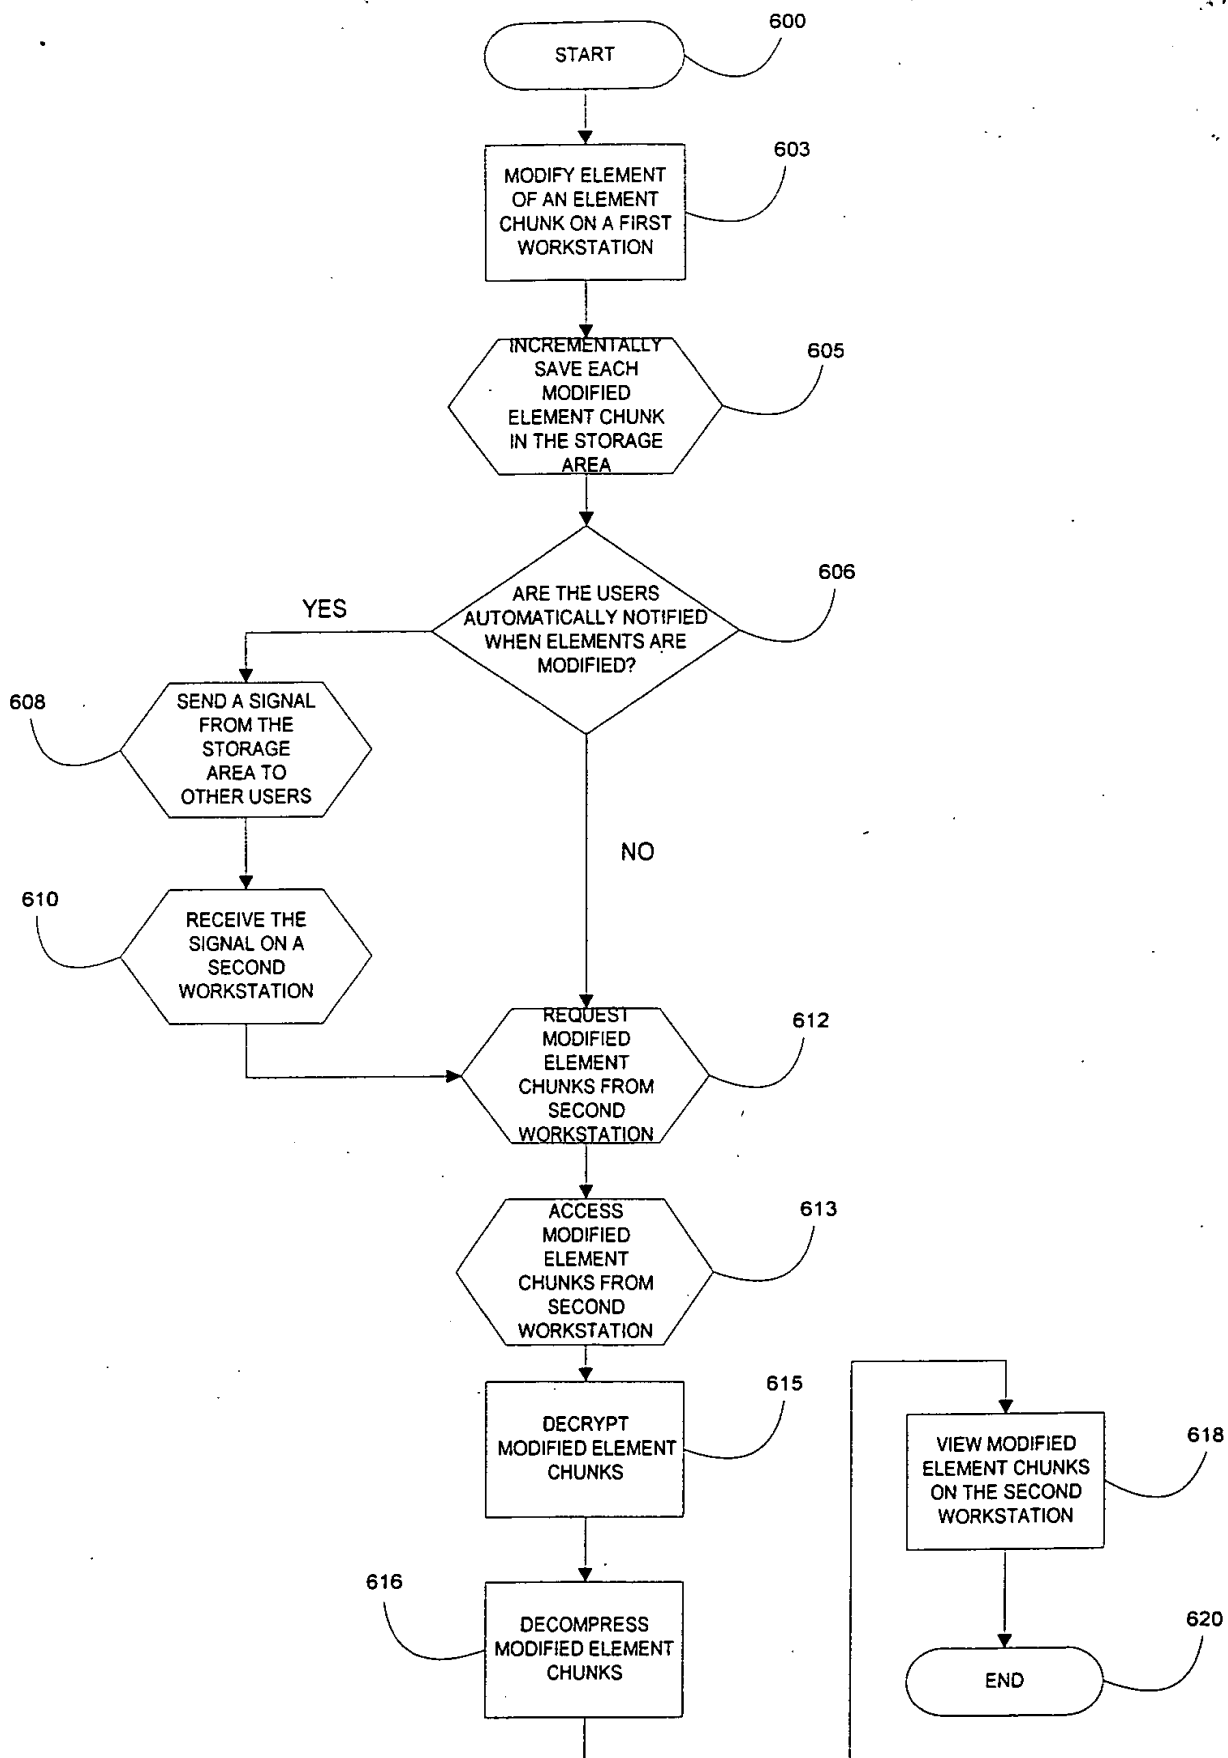 600
START
603
MODIFY ELEMENT
OF AN ELEMENT
CHUNK ON A FIRST
WORKSTATION
605
INCREMENTALLY
SAVE EACH
MODIFIED
ELEMENT CHUNK
IN THE STORAGE
AREA
606
ARE THE USERS
AUTOMATICALLY NOTIFIED
WHEN ELEMENTS ARE
MODIFIED?
YES
608
SEND A SIGNAL
FROM THE
STORAGE
AREA TO
OTHER USERS
NO
610
RECEIVE THE
SIGNAL ON A
SECOND
WORKSTATION
612
REQUEST
MODIFIED
ELEMENT
CHUNKS FROM
SECOND
WORKSTATION
613
ACCESS
MODIFIED
ELEMENT
CHUNKS FROM
SECOND
WORKSTATION
615
DECRYPT
MODIFIED ELEMENT
CHUNKS
616
DECOMPRESS
MODIFIED ELEMENT
CHUNKS
618
VIEW MODIFIED
ELEMENT CHUNKS
ON THE SECOND
WORKSTATION
620
END